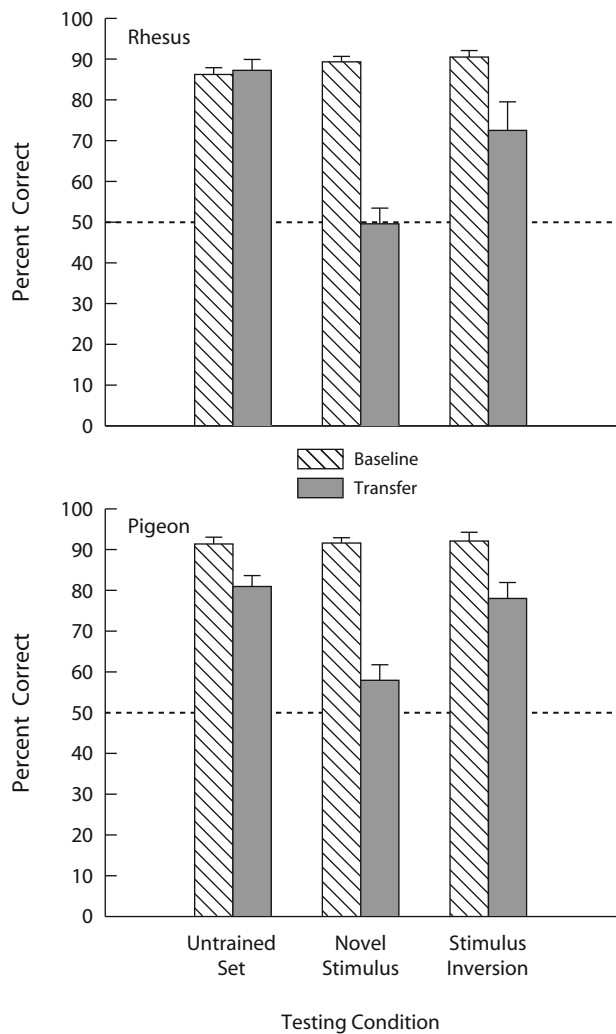 100
Rhesus
90
80
70
60
50
40
30
20
10
0
Percent Correct
Baseline
Transfer
100
Pigeon
90
80
70
60
50
40
30
20
10
0
Percent Correct
Untrained Set
Novel Stimulus
Stimulus Inversion
Testing Condition